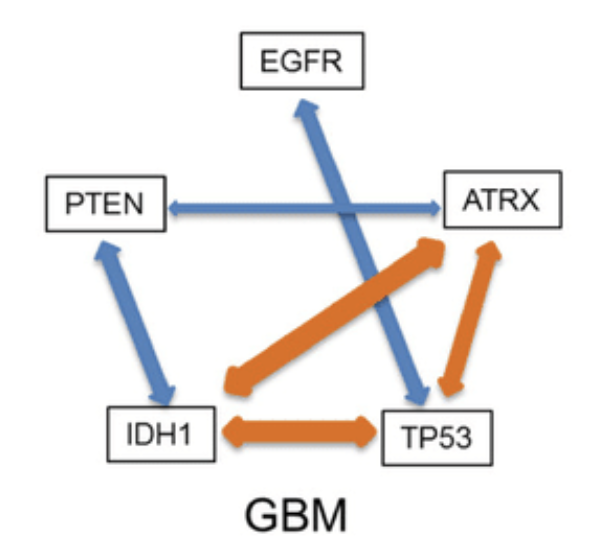 EGFR
PTEN
ATRX
IDH1
TP53
GBM